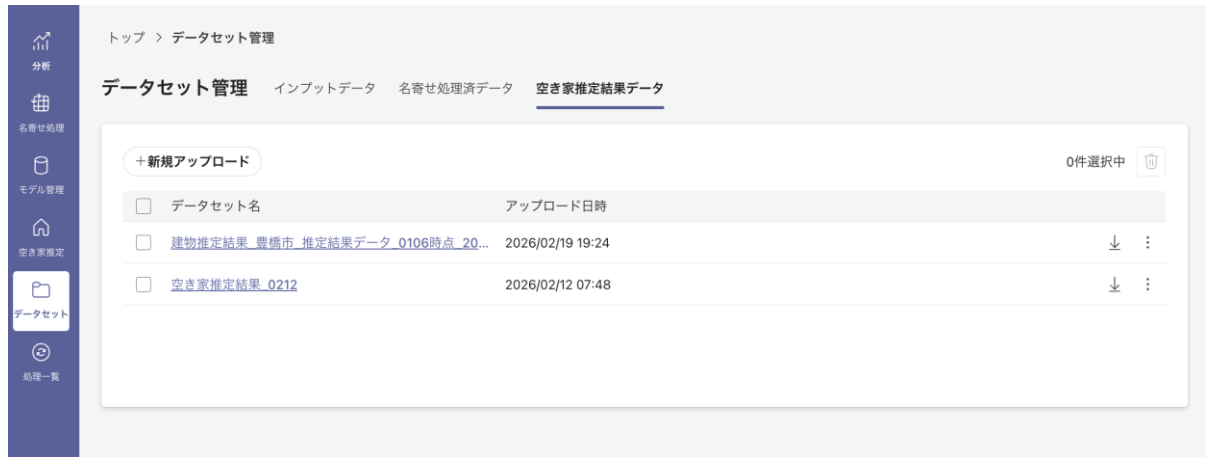 分析
名寄せ処理
モデル管理
空き家推定
データセット
処理一覧
トップ > データセット管理
データセット管理 インプットデータ 名寄せ処理済データ 空き家推定結果データ
+新規アップロード 0件選択中
データセット名 アップロード日時
建物推定結果_豊橋市_推定結果データ_0106時点_20... 2026/02/19 19:24
空き家推定結果_0212 2026/02/12 07:48